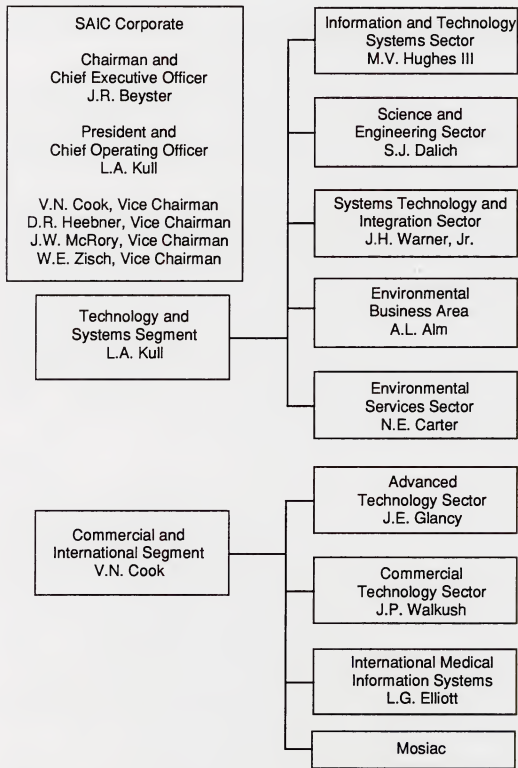 SAIC Corporate
Chairman and
Chief Executive Officer
J.R. Beyster
President and
Chief Operating Officer
L.A. Kull
V.N. Cook, Vice Chairman
D.R. Heebner, Vice Chairman
J.W. McRory, Vice Chairman
W.E. Zisch, Vice Chairman
Technology and
Systems Segment
L.A. Kull
Information and Technology
Systems Sector
M.V. Hughes III
Science and
Engineering Sector
S.J. Dalich
Systems Technology and
Integration Sector
J.H. Warner, Jr.
Environmental
Business Area
A.L. Alm
Environmental
Services Sector
N.E. Carter
Commercial and
International Segment
V.N. Cook
Advanced
Technology Sector
J.E. Glancy
Commercial
Technology Sector
J.P. Walkush
International Medical
Information Systems
L.G. Elliott
Mosiac